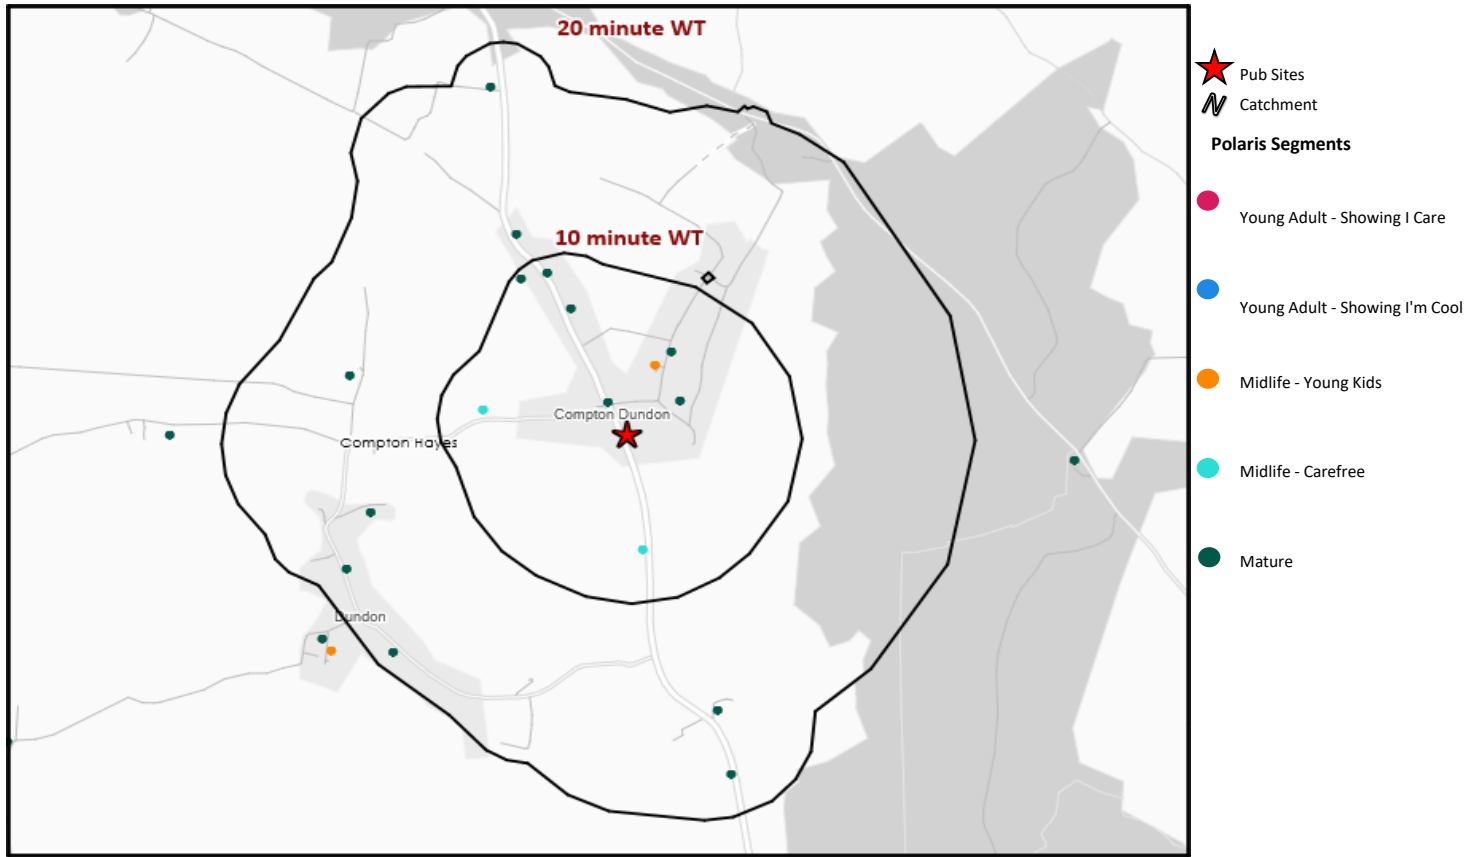 20 minute WT
10 minute WT
Compton Dundon
Compton Hayes
Dundon
Pub Sites
Catchment
Polaris Segments
Young Adult - Showing I Care
Young Adult - Showing I'm Cool
Midlife - Young Kids
Midlife - Carefree
Mature